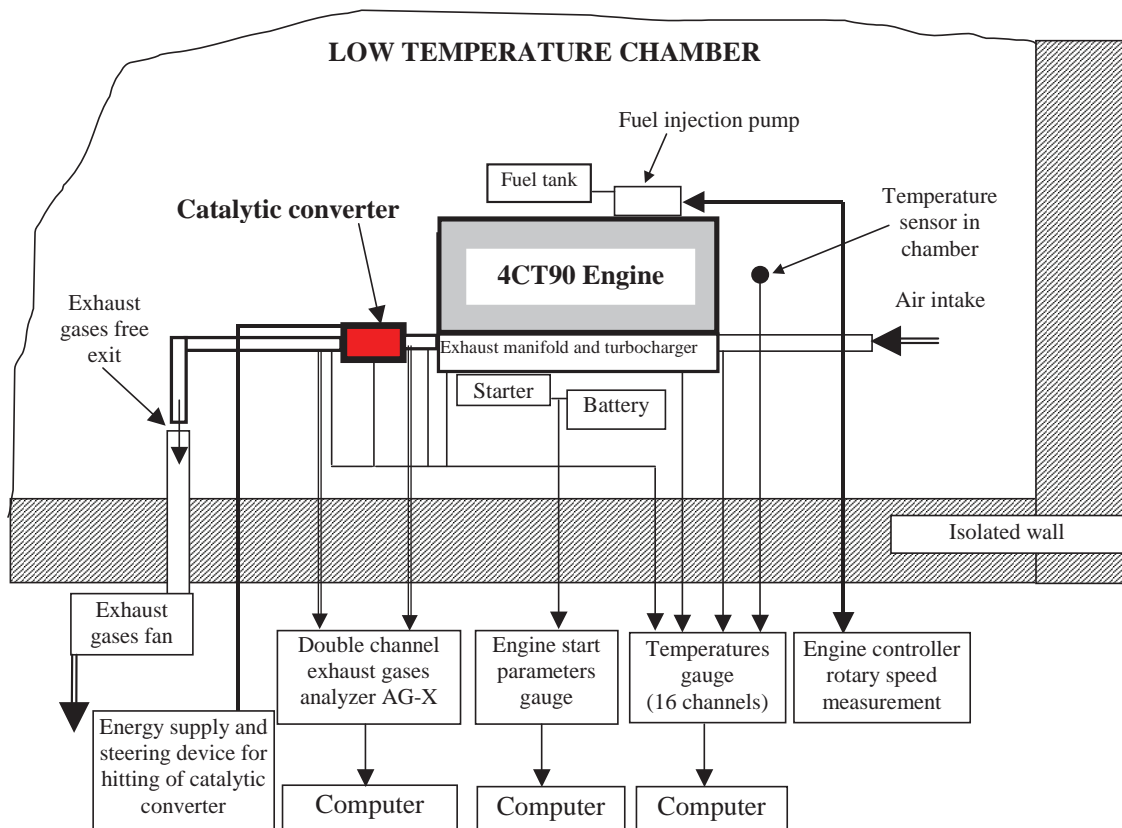 LOW TEMPERATURE CHAMBER
Fuel injection pump
Fuel tank
Catalytic converter
Temperature
sensor in
chamber
4CT90 Engine
Air intake
Exhaust
gases free
exit
Exhaust manifold and turbocharger
Starter
Battery
Isolated wall
Exhaust
gases fan
Double channel
exhaust gases
analyzer AG-X
Engine start
parameters
gauge
Temperatures
gauge
(16 channels)
Engine controller
rotary speed
measurement
Energy supply and
steering device for
hitting of catalytic
converter
Computer
Computer
Computer